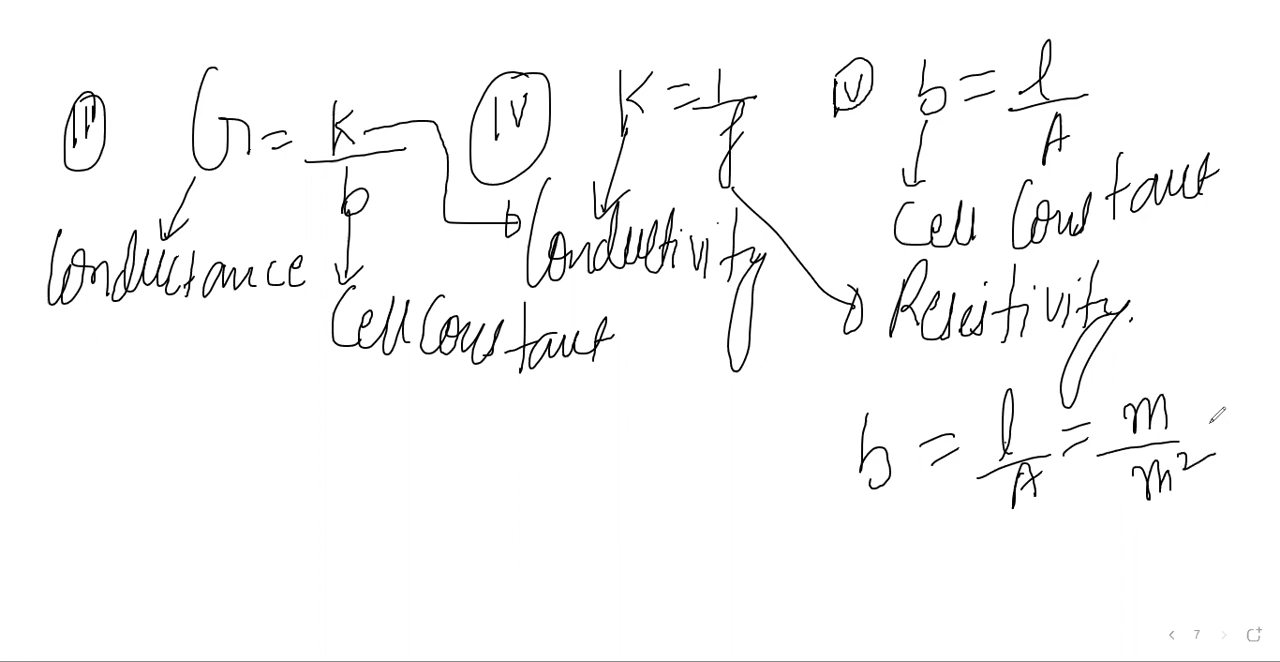 III G = K / b
Conductance
Cell Constant
IV K = 1 / ρ
Conductivity
V b = l / A
Cell Constant
Resistivity.
b = l / A = m / m²
7